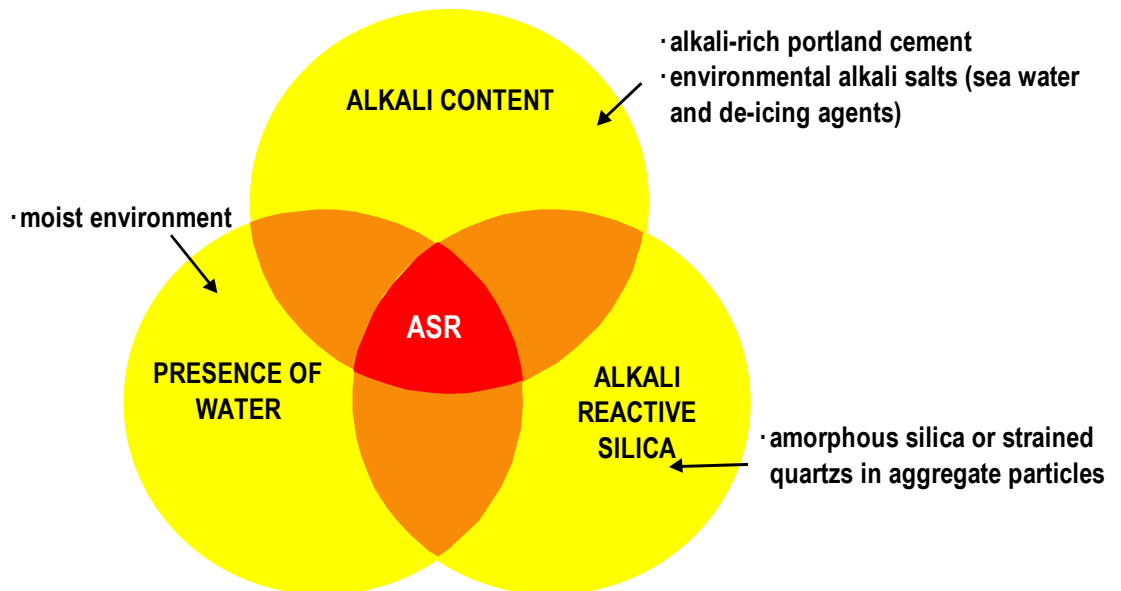 ALKALI CONTENT
· alkali-rich portland cement
· environmental alkali salts (sea water
and de-icing agents)
· moist environment
ASR
PRESENCE OF
WATER
ALKALI
REACTIVE
SILICA
· amorphous silica or strained
quartzs in aggregate particles